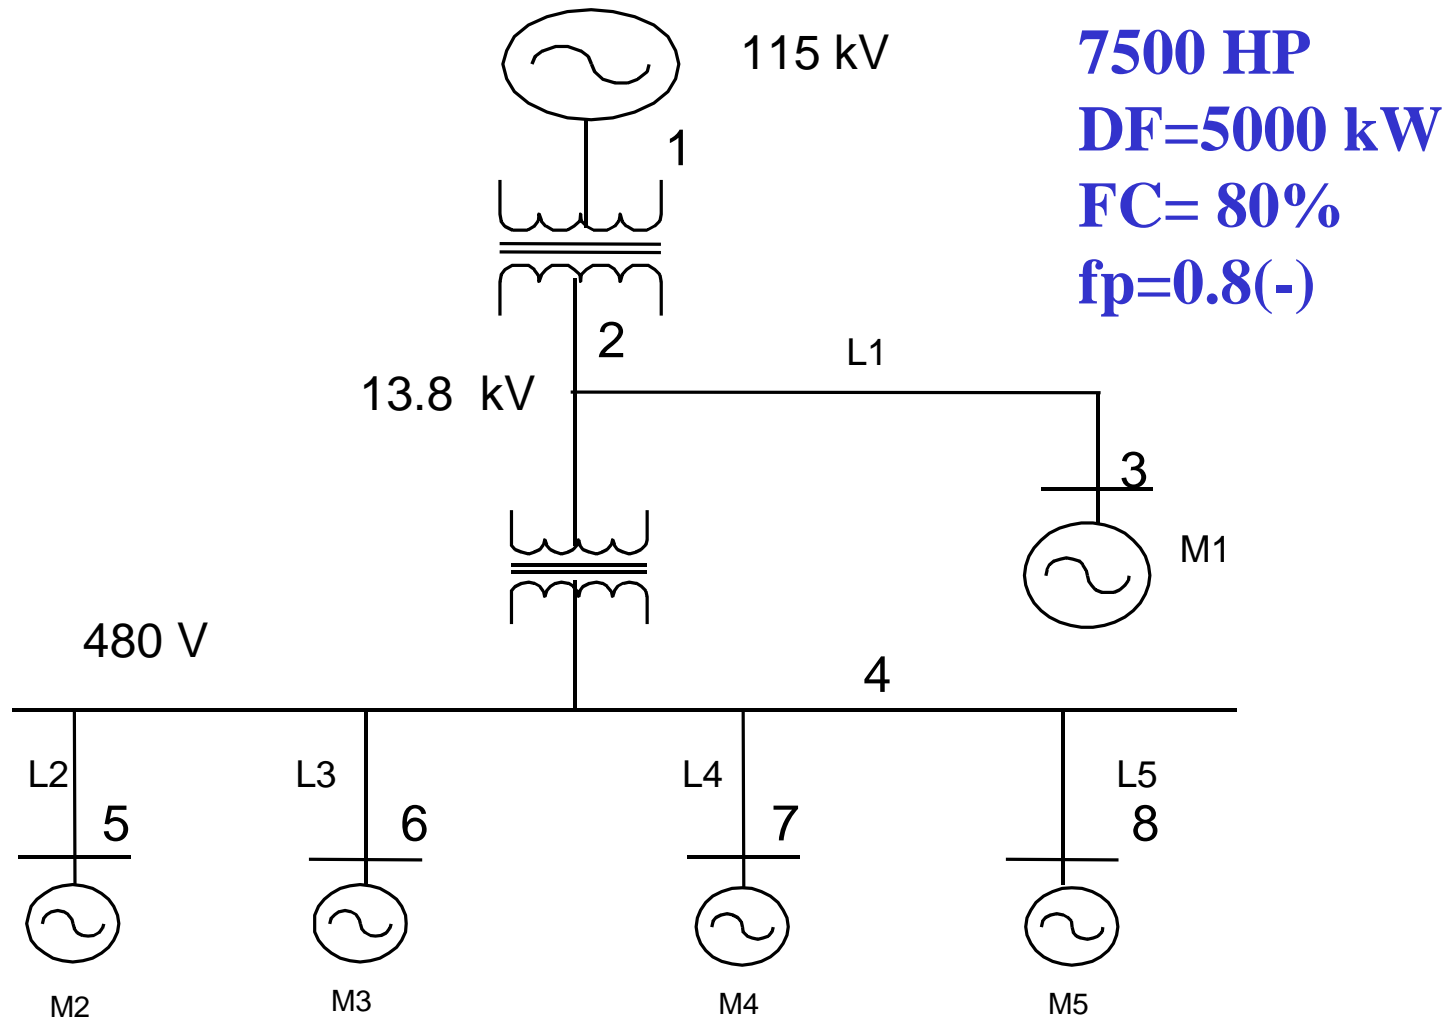 115 kV
7500 HP
DF=5000 kW
FC= 80%
fp=0.8(-)
1
2
L1
13.8 kV
3
M1
480 V
4
L2
L3
L4
L5
5
6
7
8
M2
M3
M4
M5